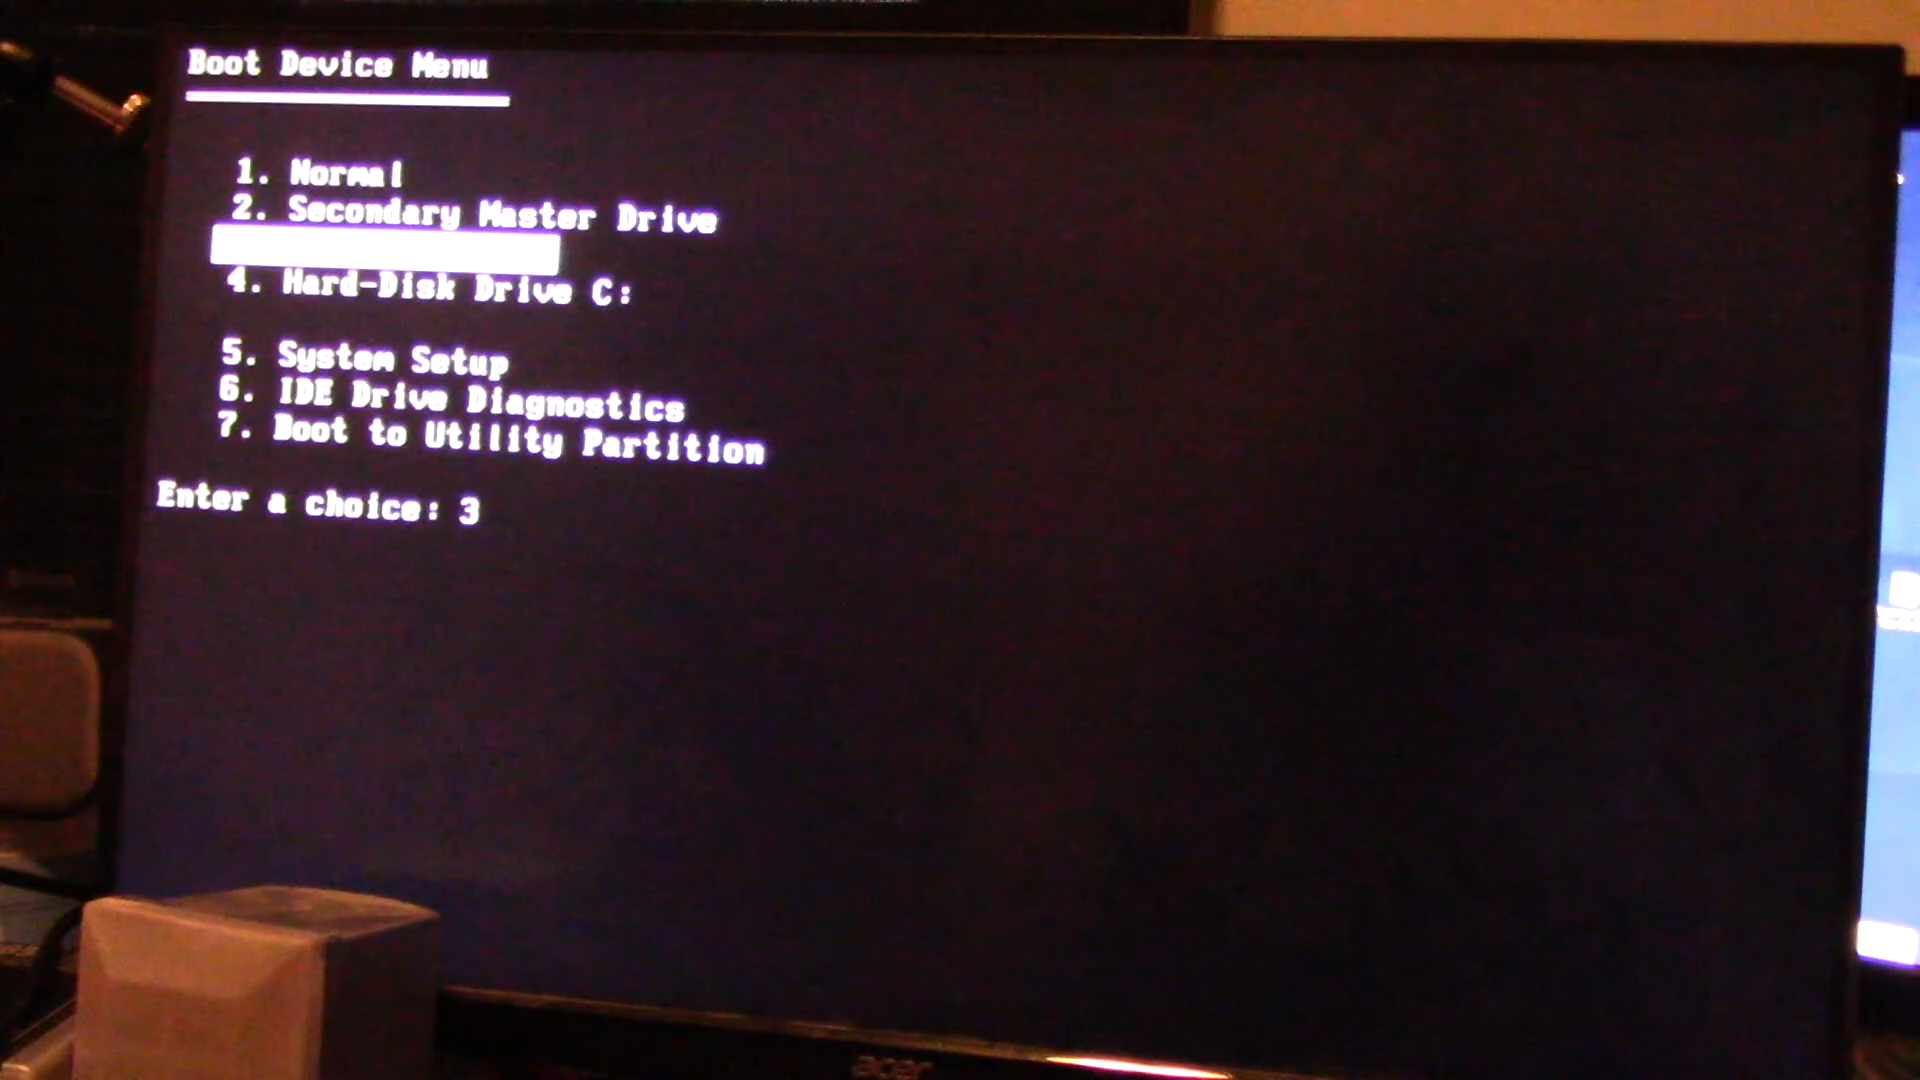 Boot Device Menu
1. Normal
2. Secondary Master Drive
4. Hard-Disk Drive C:
5. System Setup
6. IDE Drive Diagnostics
7. Boot to Utility Partition
Enter a choice: 3
acer